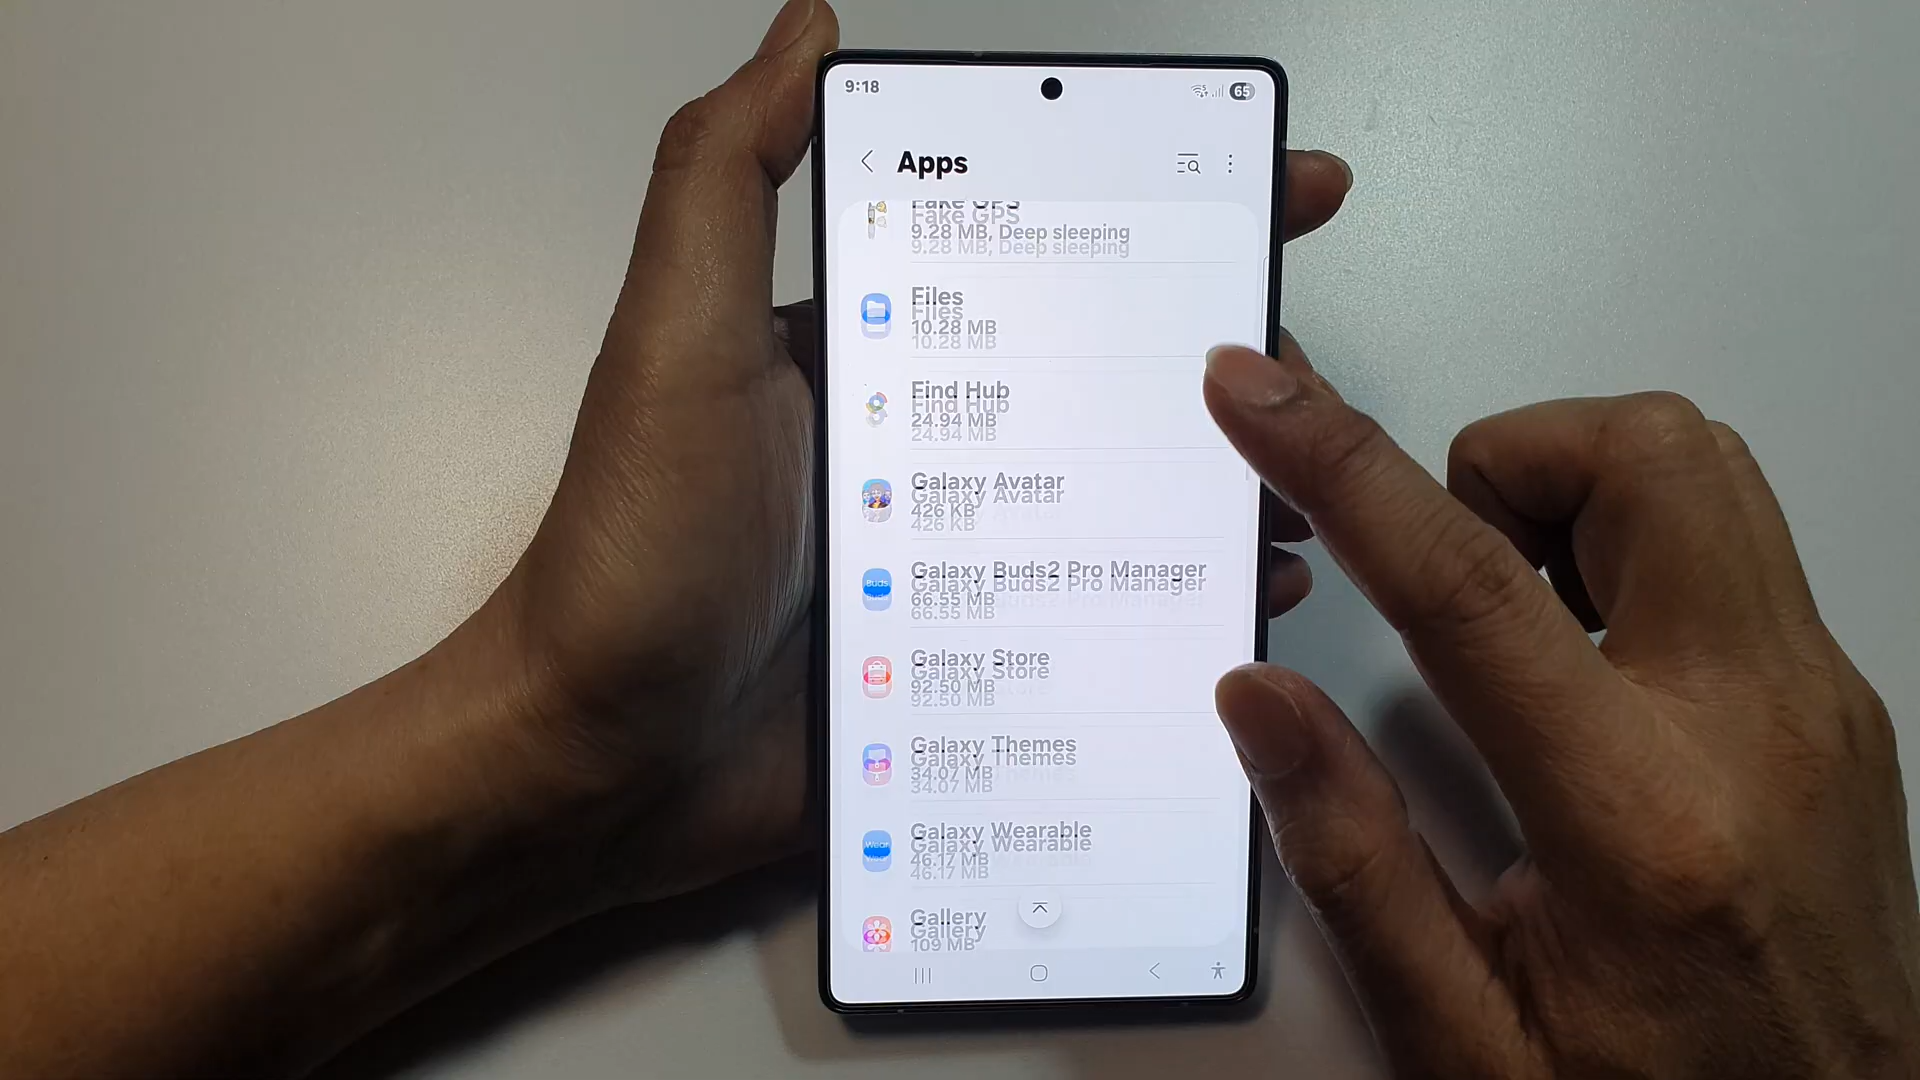 9:18
65
Apps
Fake GPS
9.28 MB, Deep sleeping
Files
10.28 MB
Find Hub
24.94 MB
Galaxy Avatar
426 KB
Buds
Galaxy Buds2 Pro Manager
66.55 MB
Galaxy Store
92.50 MB
Galaxy Themes
34.07 MB
Wear
Galaxy Wearable
46.17 MB
Gallery
109 MB